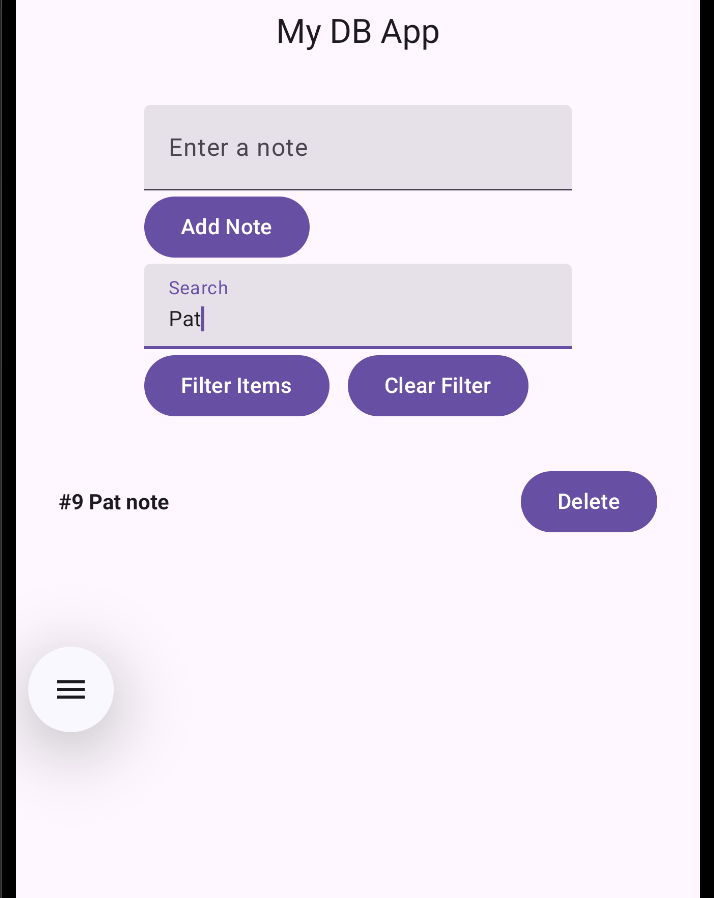 My DB App
Enter a note
Add Note
Search
Pat
Filter Items Clear Filter
#9 Pat note Delete